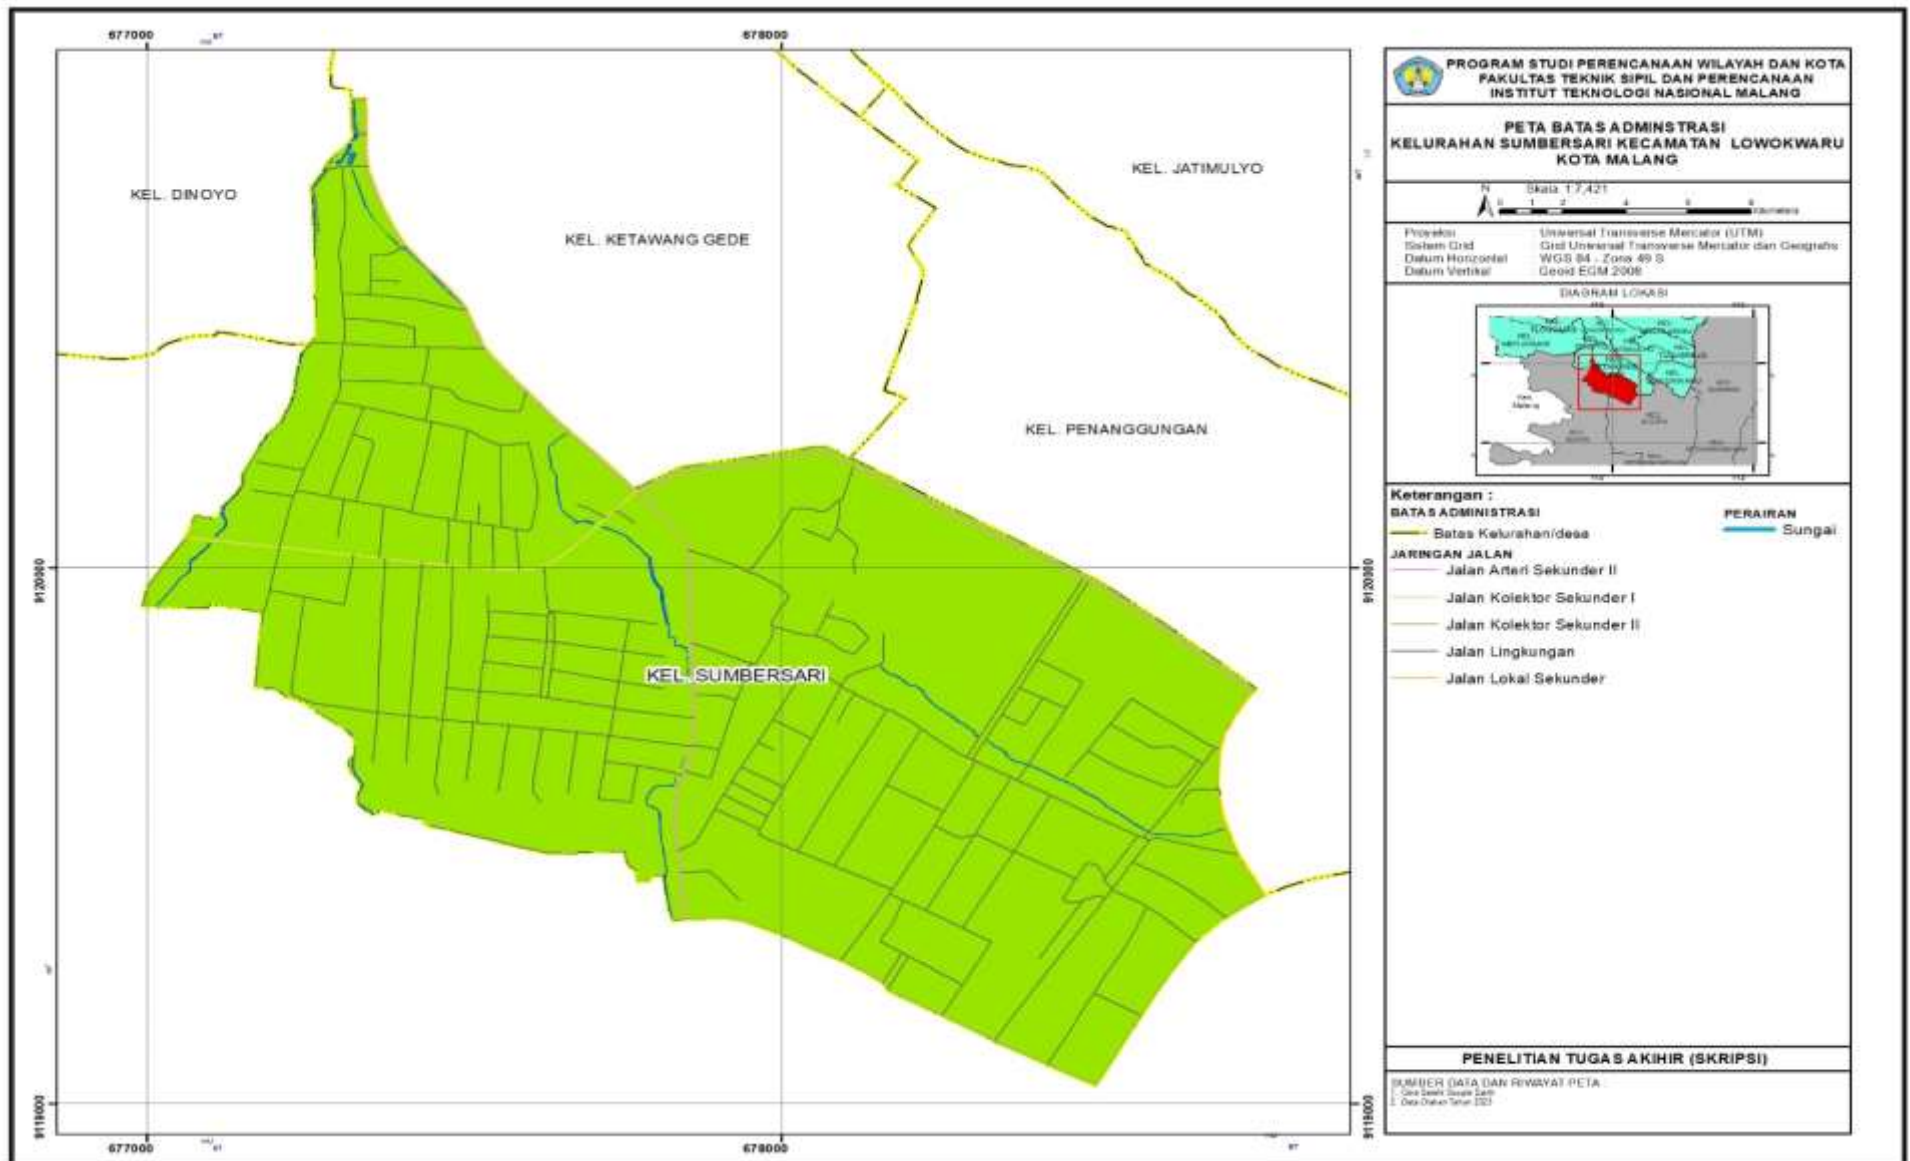 677000
678000
KEL. DINOYO
KEL. KETAWANG GEDE
KEL. JATIMULYO
KEL. PENANGGUNGAN
KEL. SUMBERSARI
9120000
9120000
9119000
9119000
677000
678000
PROGRAM STUDI PERENCANAAN WILAYAH DAN KOTA
FAKULTAS TEKNIK SIPIL DAN PERENCANAAN
INSTITUT TEKNOLOGI NASIONAL MALANG
PETA BATAS ADMINSTRASI
KELURAHAN SUMBERSARI KECAMATAN LOWOKWARU
KOTA MALANG
N Skala 1:7,421
Proyeksi : Universal Transverse Mercator (UTM)
Sistem Grid : Grid Universal Transverse Mercator dan Geografis
Datum Horizontal : WGS 84 - Zona 49 S
Datum Vertikal : Geoid EGM 2008
DIAGRAM LOKASI
Keterangan :
BATAS ADMINISTRASI
Batas Kelurahan/desa
JARINGAN JALAN
Jalan Arteri Sekunder II
Jalan Kolektor Sekunder I
Jalan Kolektor Sekunder II
Jalan Lingkungan
Jalan Lokal Sekunder
PERAIRAN
Sungai
PENELITIAN TUGAS AKIHIR (SKRIPSI)
SUMBER DATA DAN RIWAYAT PETA